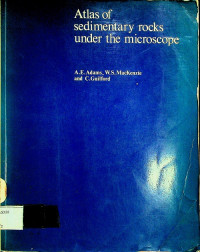 Atlas of
sedimentary rocks
under the microscope
A.E. Adams, W.S. MacKenzie
and C. Guilford